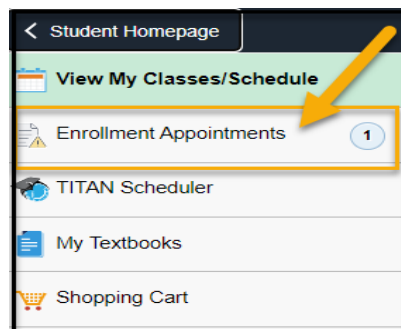 Student Homepage
View My Classes/Schedule
Enrollment Appointments 1
TITAN Scheduler
My Textbooks
Shopping Cart